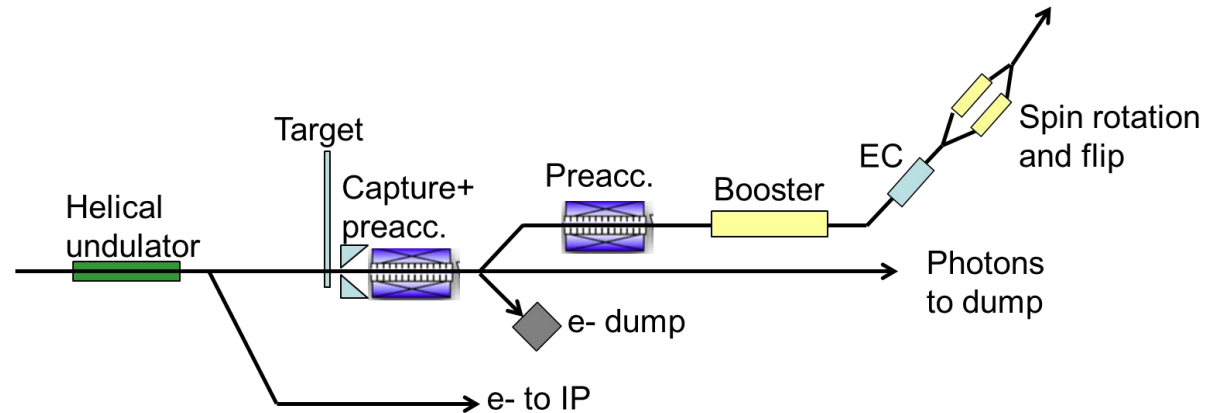 Target
Helical
undulator
Capture+
preacc.
Preacc.
Booster
EC
Spin rotation
and flip
Photons
to dump
e- dump
e- to IP